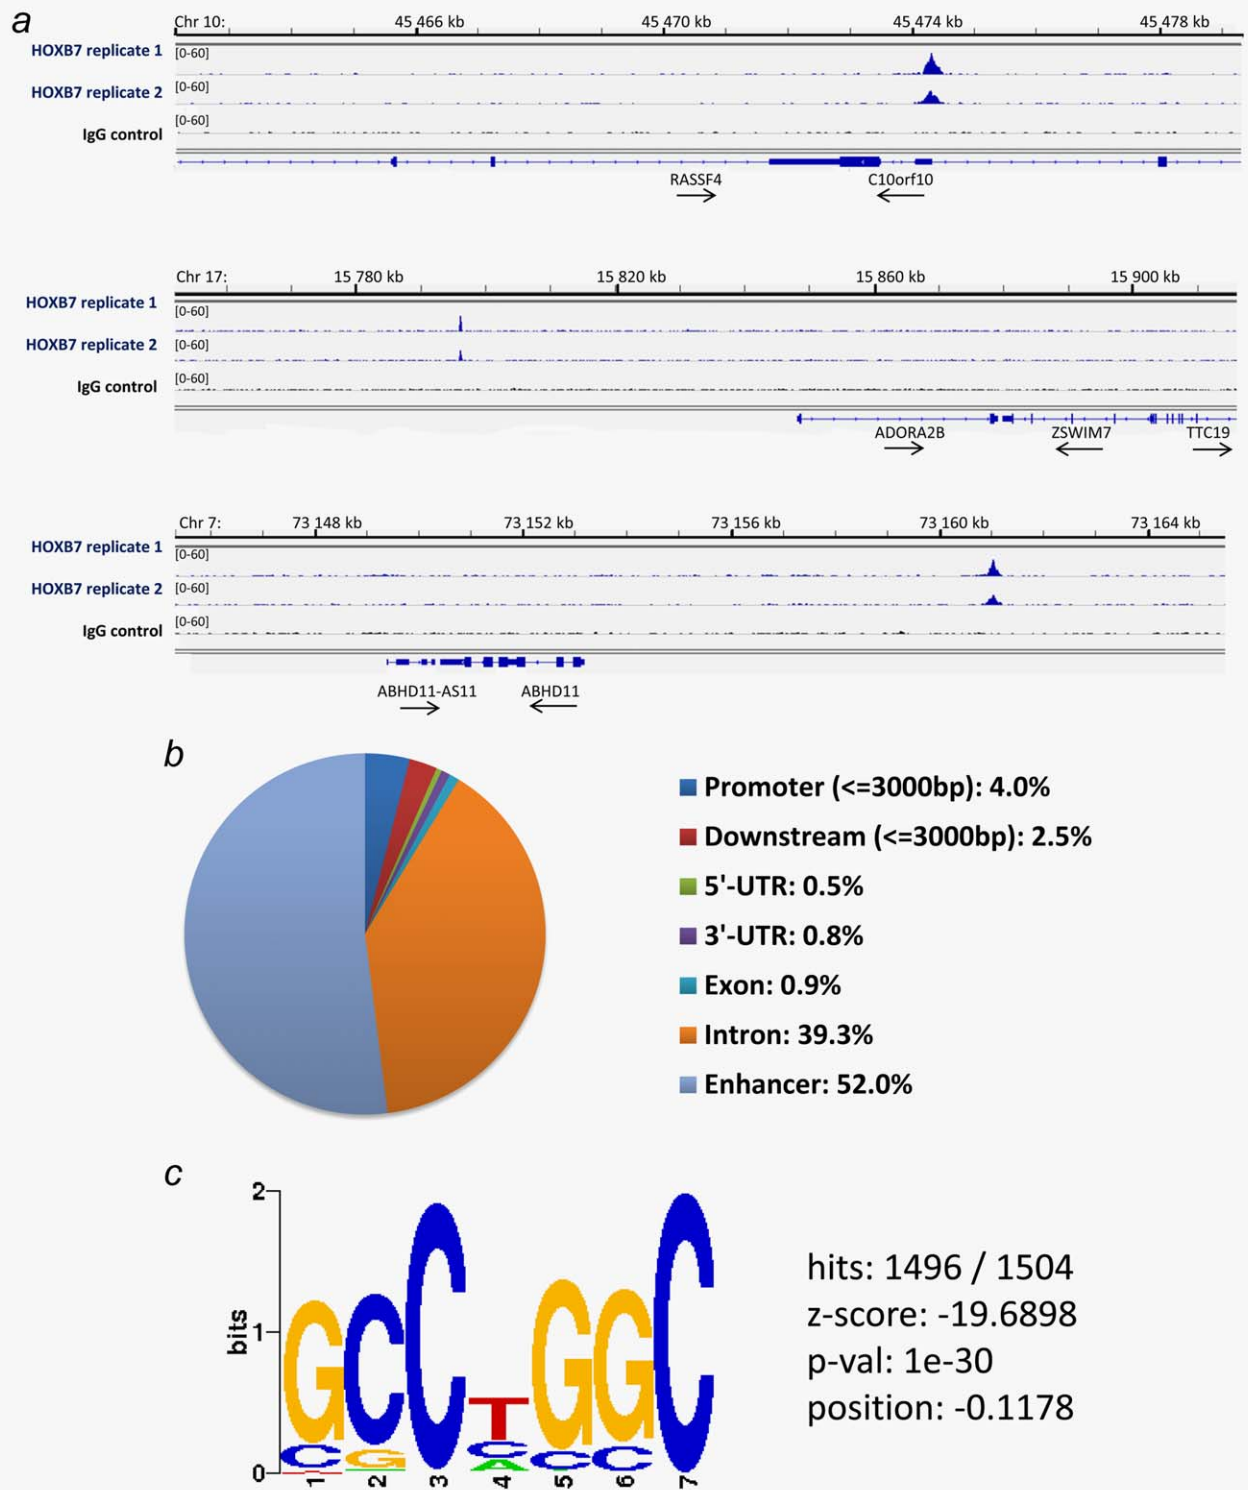 a
Chr 10: 45 466 kb 45 470 kb 45 474 kb 45 478 kb
HOXB7 replicate 1 [0-60]
HOXB7 replicate 2 [0-60]
IgG control [0-60]
RASSF4 C10orf10
Chr 17: 15 780 kb 15 820 kb 15 860 kb 15 900 kb
HOXB7 replicate 1 [0-60]
HOXB7 replicate 2 [0-60]
IgG control [0-60]
ADORA2B ZSWIM7 TTC19
Chr 7: 73 148 kb 73 152 kb 73 156 kb 73 160 kb 73 164 kb
HOXB7 replicate 1 [0-60]
HOXB7 replicate 2 [0-60]
IgG control [0-60]
ABHD11-AS11 ABHD11
b
Promoter (<=3000bp): 4.0%
Downstream (<=3000bp): 2.5%
5'-UTR: 0.5%
3'-UTR: 0.8%
Exon: 0.9%
Intron: 39.3%
Enhancer: 52.0%
c
2
1
0
bits
G C C T G G C
C G C C C
A
1 2 3 4 5 6 7
hits: 1496 / 1504
z-score: -19.6898
p-val: 1e-30
position: -0.1178